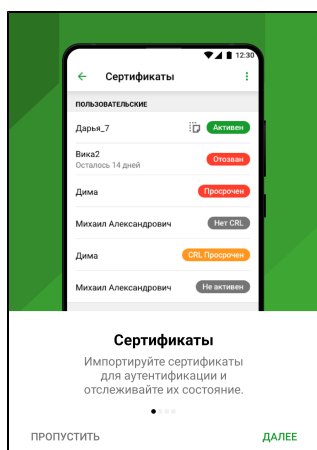 12:30
Сертификаты
ПОЛЬЗОВАТЕЛЬСКИЕ
Дарья_7 Активен
Вика2 Отозван
Осталось 14 дней
Дима Просрочен
Михаил Александрович Нет CRL
Дима CRL Просрочен
Михаил Александрович Не активен
Сертификаты
Импортируйте сертификаты
для аутентификации и
отслеживайте их состояние.
ПРОПУСТИТЬ ДАЛЕЕ